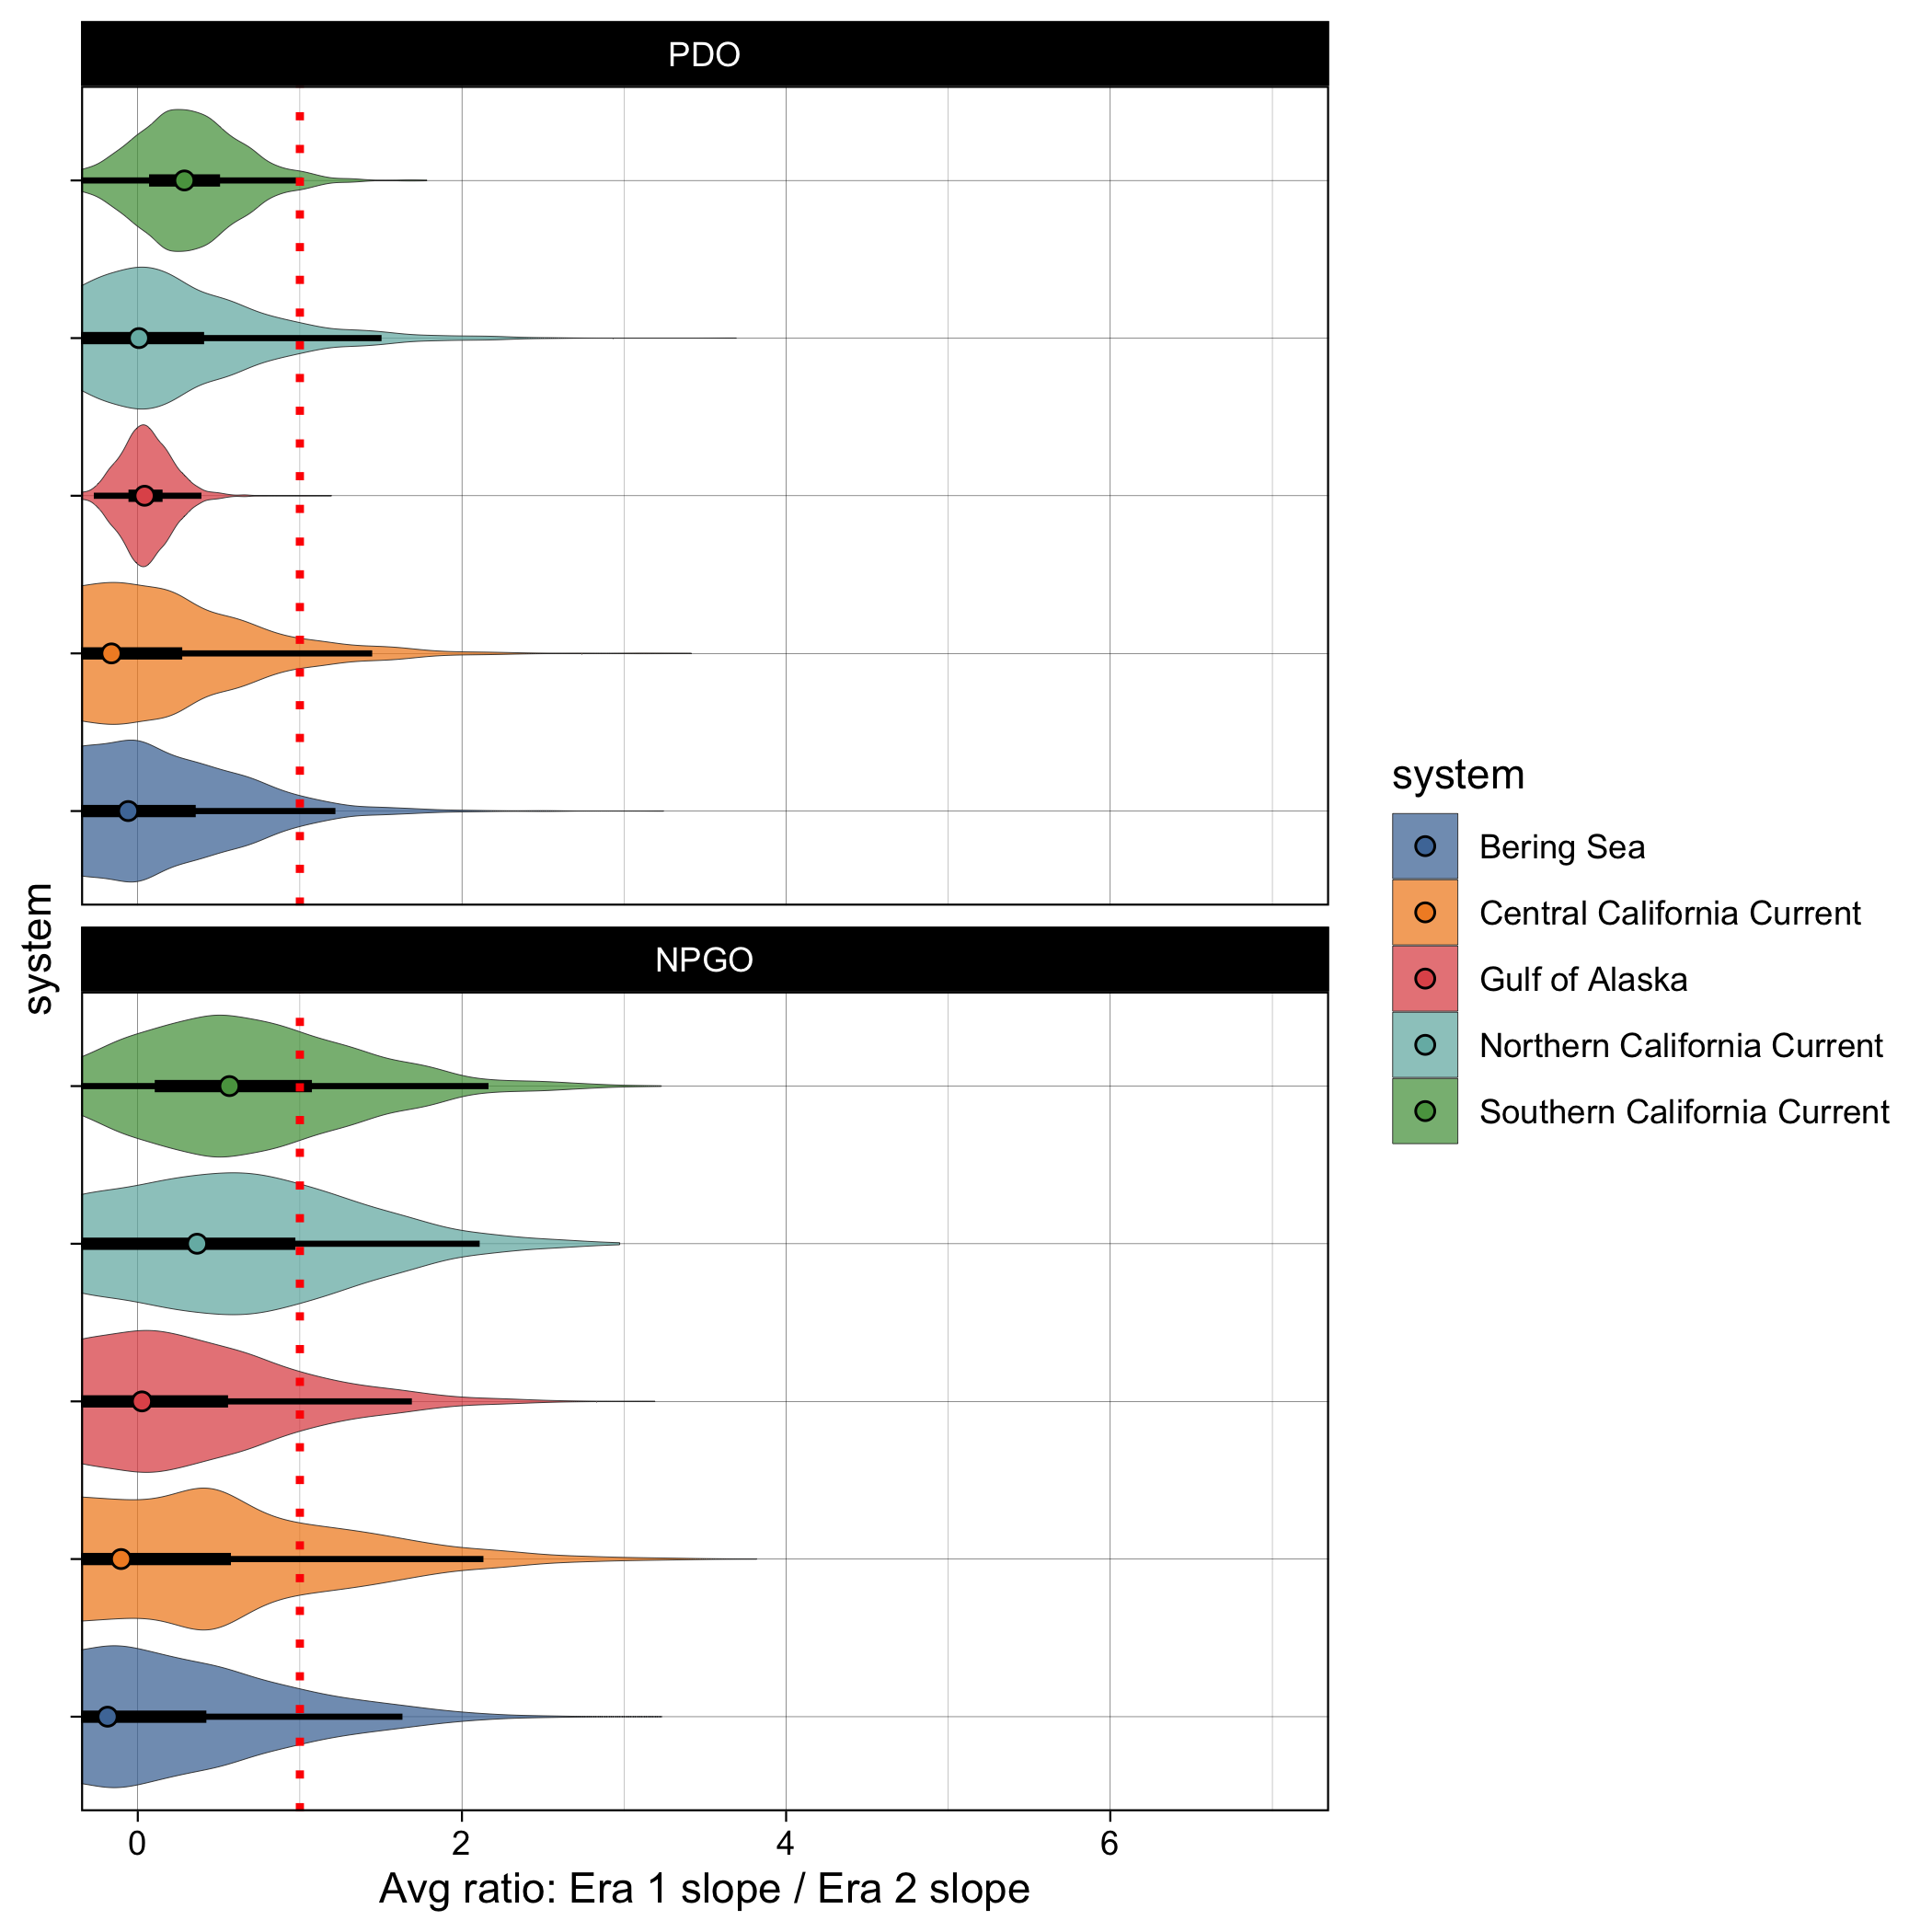 PDO
system
NPGO
0 2 4 6
Avg ratio: Era 1 slope / Era 2 slope
system
Bering Sea
Central California Current
Gulf of Alaska
Northern California Current
Southern California Current